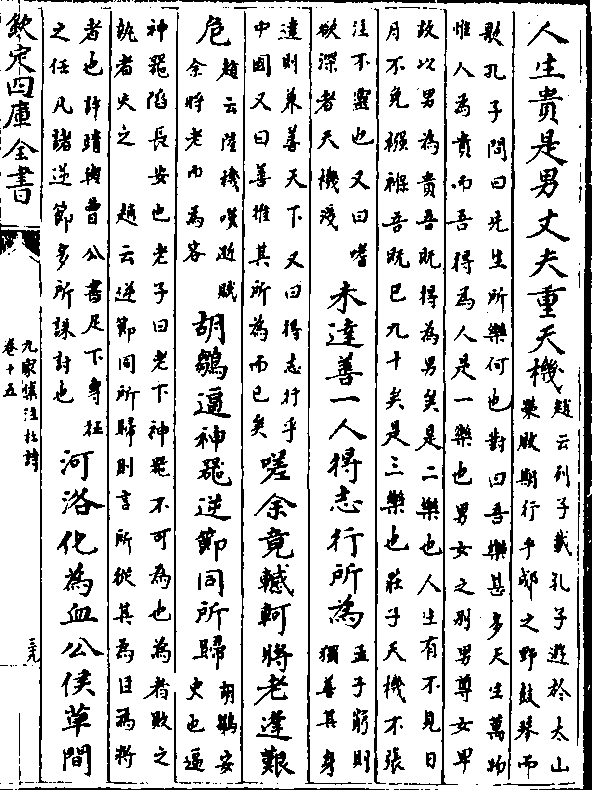 人生貴是男丈夫重天機
趙云列子載孔子遊於太山
榮啟期行乎郕之野鼓琴而
歌孔子問曰先生所樂何也對曰吾樂甚多天生萬物
惟人為貴而吾得為人是一樂也男女之別男尊女卑
故以男為貴吾既得為男矣是二樂也人生有不見日
月不免襁褓吾既已九十矣是三樂也莊子天機不張
注不靈也又曰嗜
欲深者天機淺
未達善一人得志行所為
孟子窮則
獨善其身
達則兼善天下又曰得志行乎
中國又曰善推其所為而已矣
嗟余竟轗軻將老逢艱
危
趙云陸機嘆逝賦
余將老而為客
胡鶵逼神器逆節同所歸
胡鶵安
史也逼
神器陷長安也老子曰天下神器不可為也為者敗之
執者失之 趙云逆節同所歸則言所從其為臣為將
者也許靖與曹公書足下專征
之任凡諸逆節多所誅討也
河洛化為血公侯草間
欽定四庫全書
九家集注杜詩
卷十五
三九